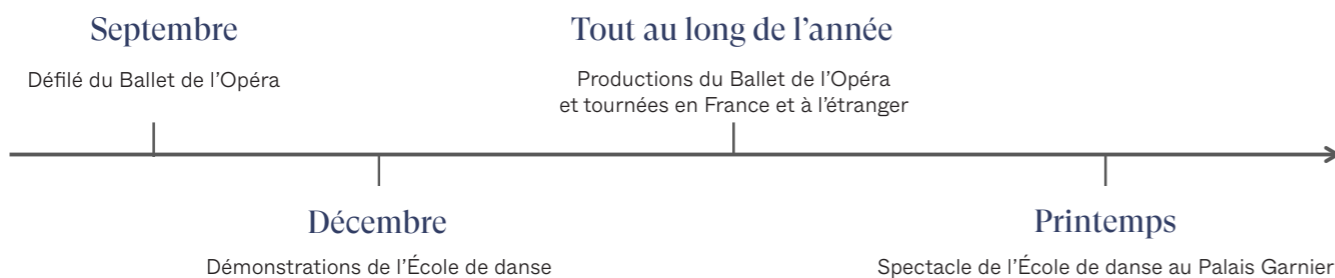 Septembre
Défilé du Ballet de l’Opéra
Tout au long de l’année
Productions du Ballet de l’Opéra
et tournées en France et à l’étranger
Décembre
Démonstrations de l’École de danse
Printemps
Spectacle de l’École de danse au Palais Garnier